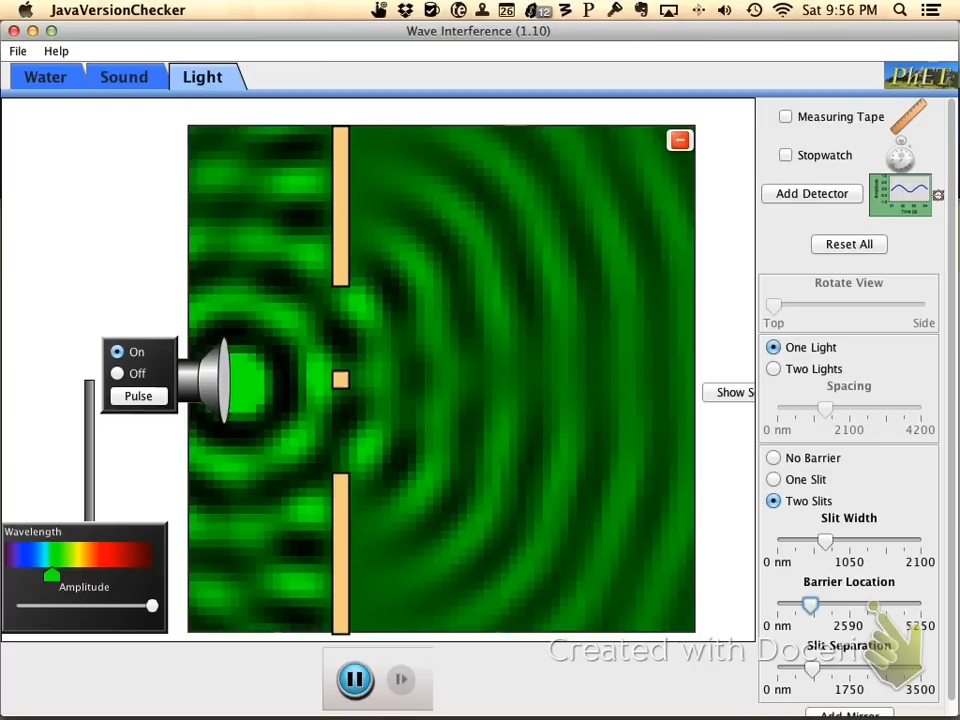 JavaVersionChecker
26
12
P
Sat 9:56 PM
Wave Interference (1.10)
File Help
Water Sound Light
PhET
Measuring Tape
Stopwatch
Add Detector
Reset All
Rotate View
Top Side
One Light
Two Lights
Spacing
0 nm 2100 4200
No Barrier
One Slit
Two Slits
Slit Width
0 nm 1050 2100
Barrier Location
0 nm 2590 5250
Slit Separation
0 nm 1750 3500
Add Mirror
On
Off
Pulse
Show S
Wavelength
Amplitude
Created with Doceri